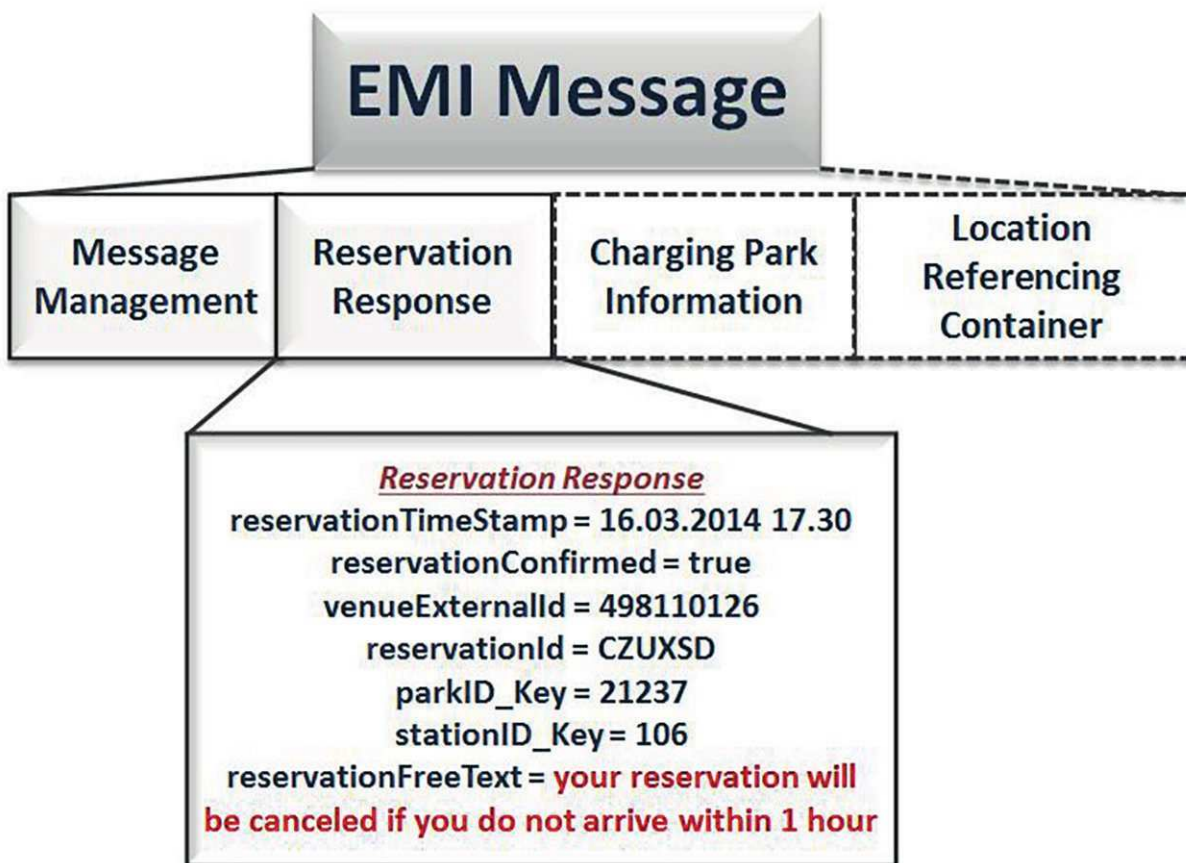 EMI Message
Message
Management
Reservation
Response
Charging Park
Information
Location
Referencing
Container
Reservation Response
reservationTimeStamp = 16.03.2014 17.30
reservationConfirmed = true
venueExternalId = 498110126
reservationId = CZUXSD
parkID_Key = 21237
stationID_Key = 106
reservationFreeText = your reservation will
be canceled if you do not arrive within 1 hour